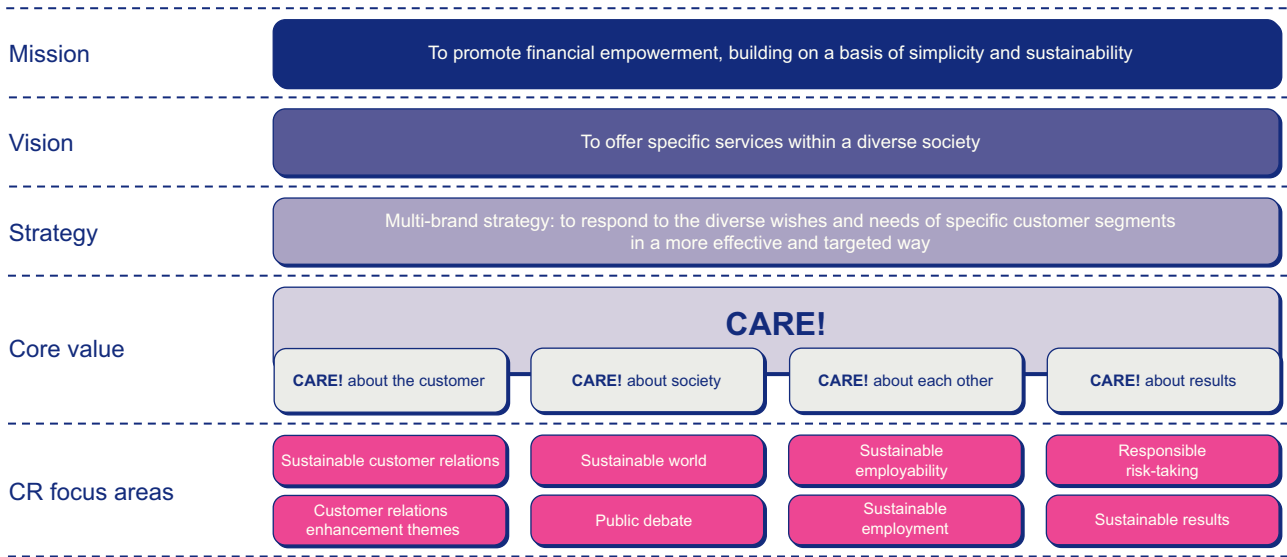 Mission
To promote financial empowerment, building on a basis of simplicity and sustainability
Vision
To offer specific services within a diverse society
Strategy
Multi-brand strategy: to respond to the diverse wishes and needs of specific customer segments
in a more effective and targeted way
Core value
CARE!
CARE! about the customer
CARE! about society
CARE! about each other
CARE! about results
CR focus areas
Sustainable customer relations
Sustainable world
Sustainable
employability
Responsible
risk-taking
Customer relations
enhancement themes
Public debate
Sustainable
employment
Sustainable results